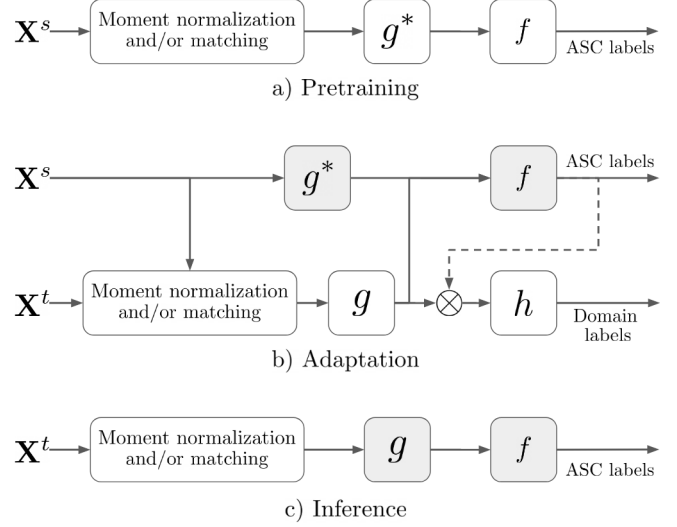 X^s
Moment normalization
and/or matching
g*
f
ASC labels
a) Pretraining
X^s
g*
f
ASC labels
X^t
Moment normalization
and/or matching
g
h
Domain
labels
b) Adaptation
X^t
Moment normalization
and/or matching
g
f
ASC labels
c) Inference